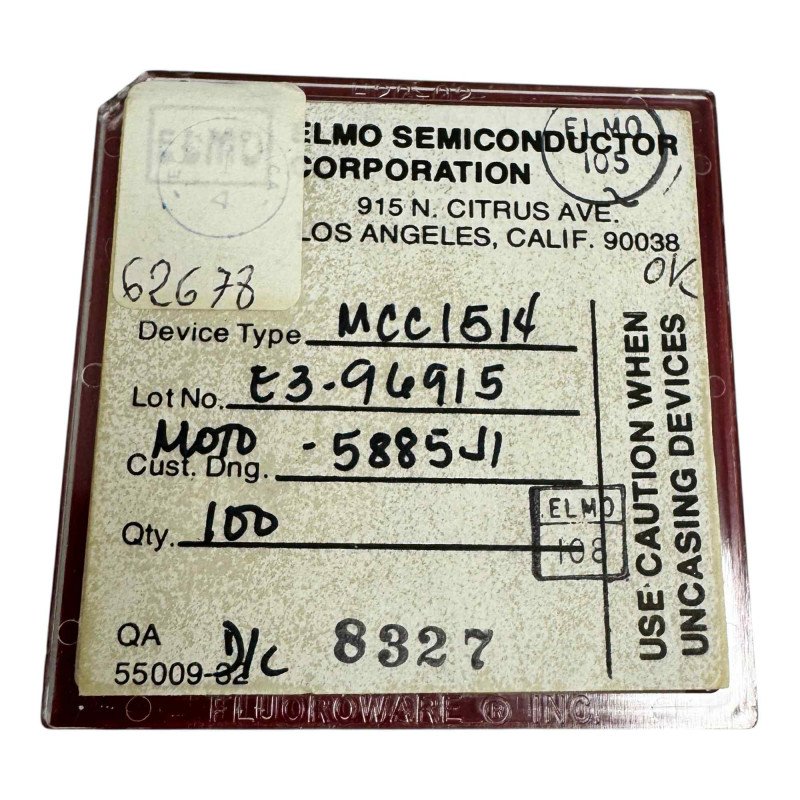 ELMO SEMICONDUCTOR
CORPORATION
915 N. CITRUS AVE.
LOS ANGELES, CALIF. 90038
ELMO
105
2
ELMO
4
62678
OK
Device Type MCC1514
Lot No. E3-96915
MOTO -5885J1
Cust. Dng.
Qty. 100
ELMO
108
USE CAUTION WHEN
UNCASING DEVICES
QA D/C 8327
55009-32
FLUOROWARE ® INC.